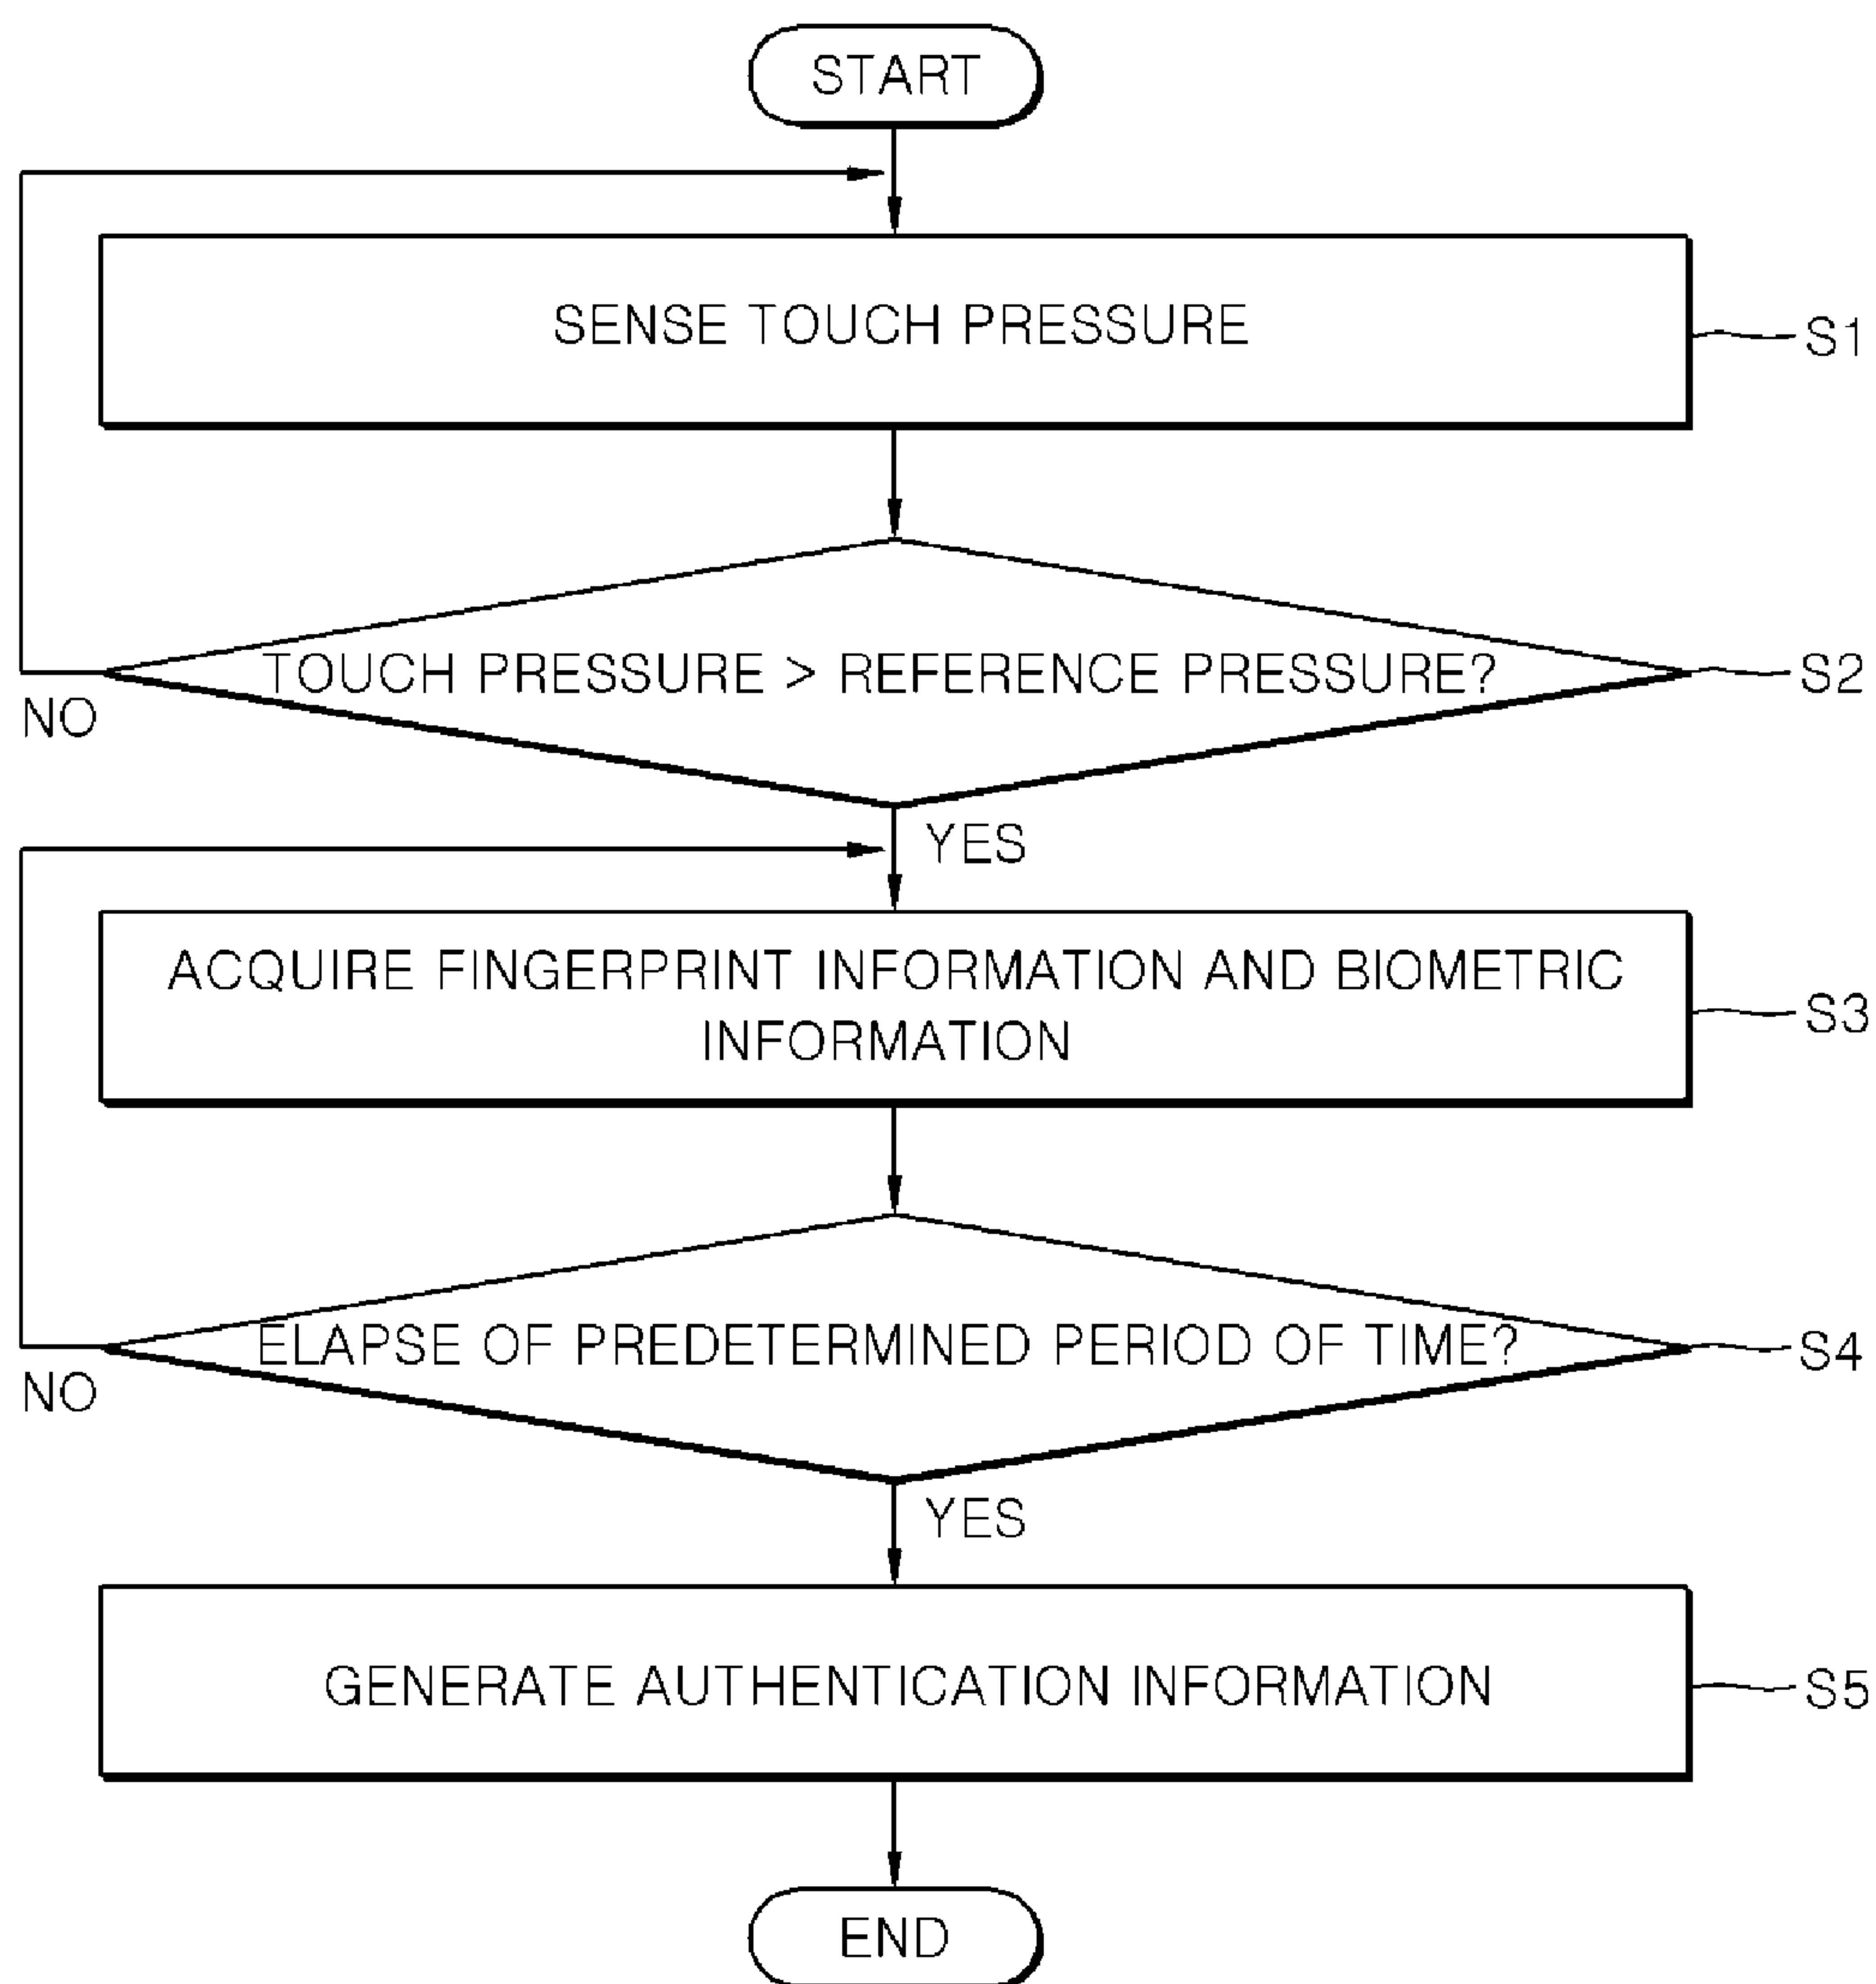 START
SENSE TOUCH PRESSURE
S1
TOUCH PRESSURE > REFERENCE PRESSURE?
S2
NO
YES
ACQUIRE FINGERPRINT INFORMATION AND BIOMETRIC
INFORMATION
S3
ELAPSE OF PREDETERMINED PERIOD OF TIME?
S4
NO
YES
GENERATE AUTHENTICATION INFORMATION
S5
END